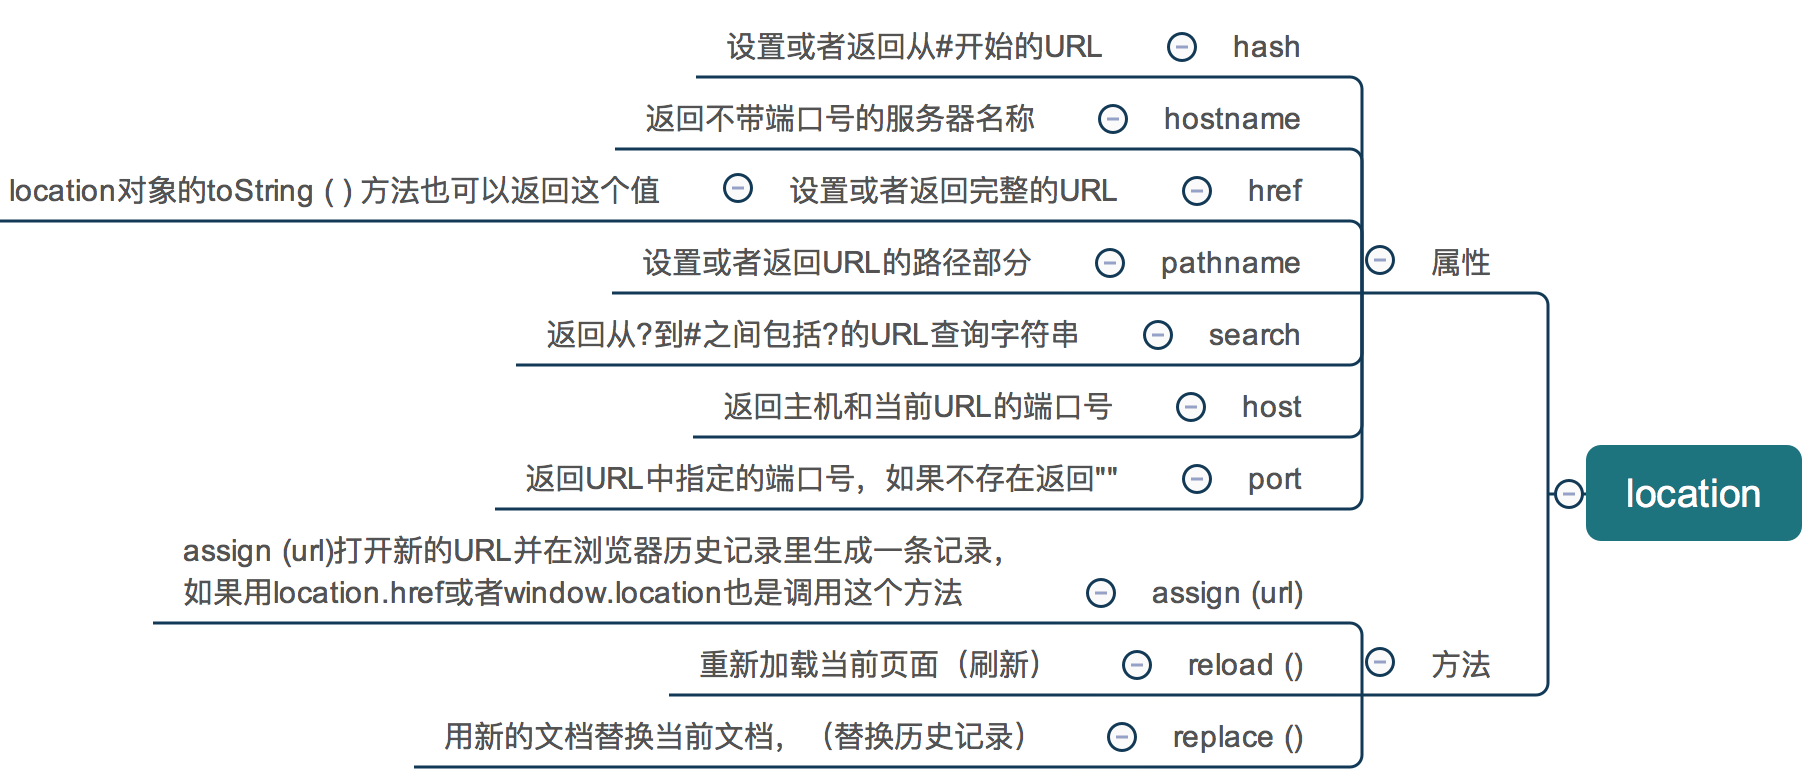 设置或者返回从#开始的URL hash
返回不带端口号的服务器名称 hostname
location对象的toString ( ) 方法也可以返回这个值 设置或者返回完整的URL href
设置或者返回URL的路径部分 pathname 属性
返回从?到#之间包括?的URL查询字符串 search
返回主机和当前URL的端口号 host
返回URL中指定的端口号，如果不存在返回"" port
location
assign (url)打开新的URL并在浏览器历史记录里生成一条记录，
如果用location.href或者window.location也是调用这个方法 assign (url)
重新加载当前页面（刷新） reload () 方法
用新的文档替换当前文档，（替换历史记录） replace ()